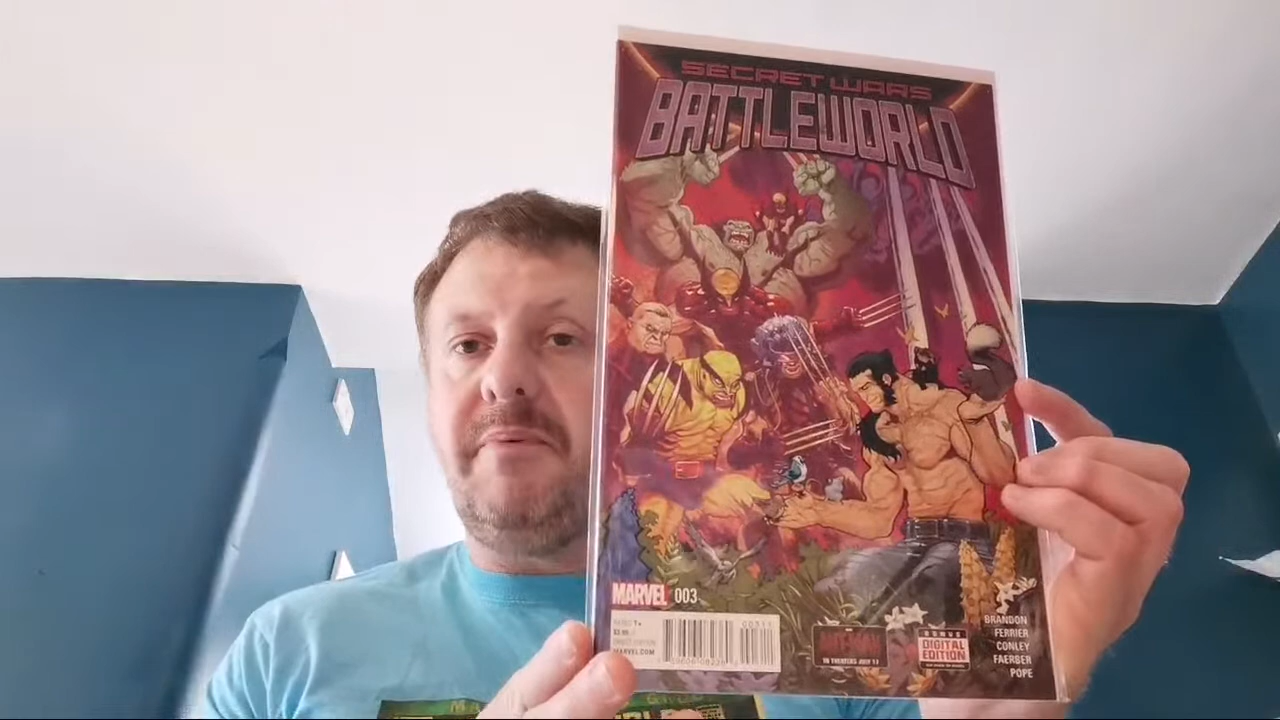 SECRET WARS
BATTLEWORLD
MARVEL 003
MARVEL.COM
00311
IN THEATERS JULY 17
BONUS
DIGITAL
EDITION
BRANDON
FERRIER
CONLEY
FAERBER
POPE